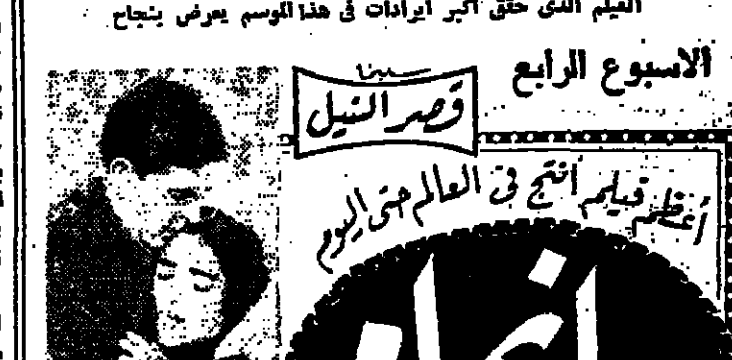 الفيلم الذى حقق أكبر ايرادات فى هذا الموسم يعرض بنجاح
الاسبوع الرابع
سينما
قصر النيل
أعظم فيلم أنتج فى العالم حتى اليوم